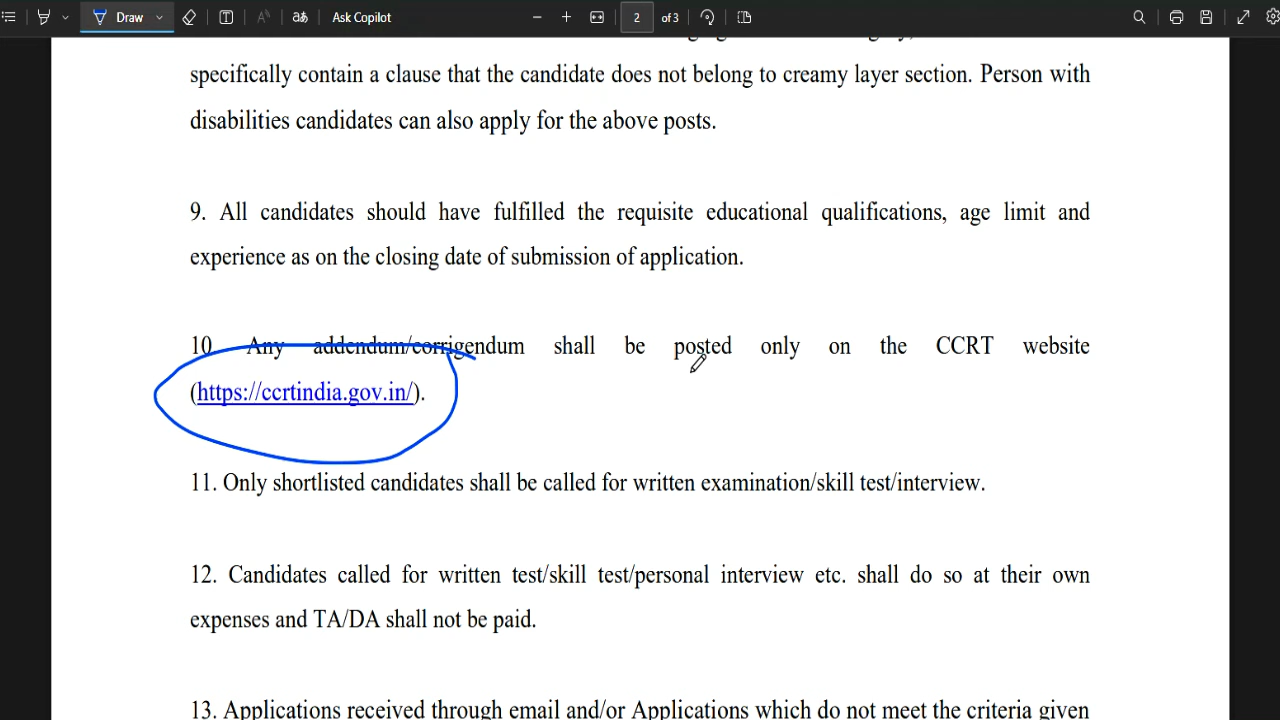 Draw
Ask Copilot
2 of 3
specifically contain a clause that the candidate does not belong to creamy layer section. Person with
disabilities candidates can also apply for the above posts.
9. All candidates should have fulfilled the requisite educational qualifications, age limit and
experience as on the closing date of submission of application.
10. Any addendum/corrigendum shall be posted only on the CCRT website
(https://ccrtindia.gov.in/).
11. Only shortlisted candidates shall be called for written examination/skill test/interview.
12. Candidates called for written test/skill test/personal interview etc. shall do so at their own
expenses and TA/DA shall not be paid.
13. Applications received through email and/or Applications which do not meet the criteria given